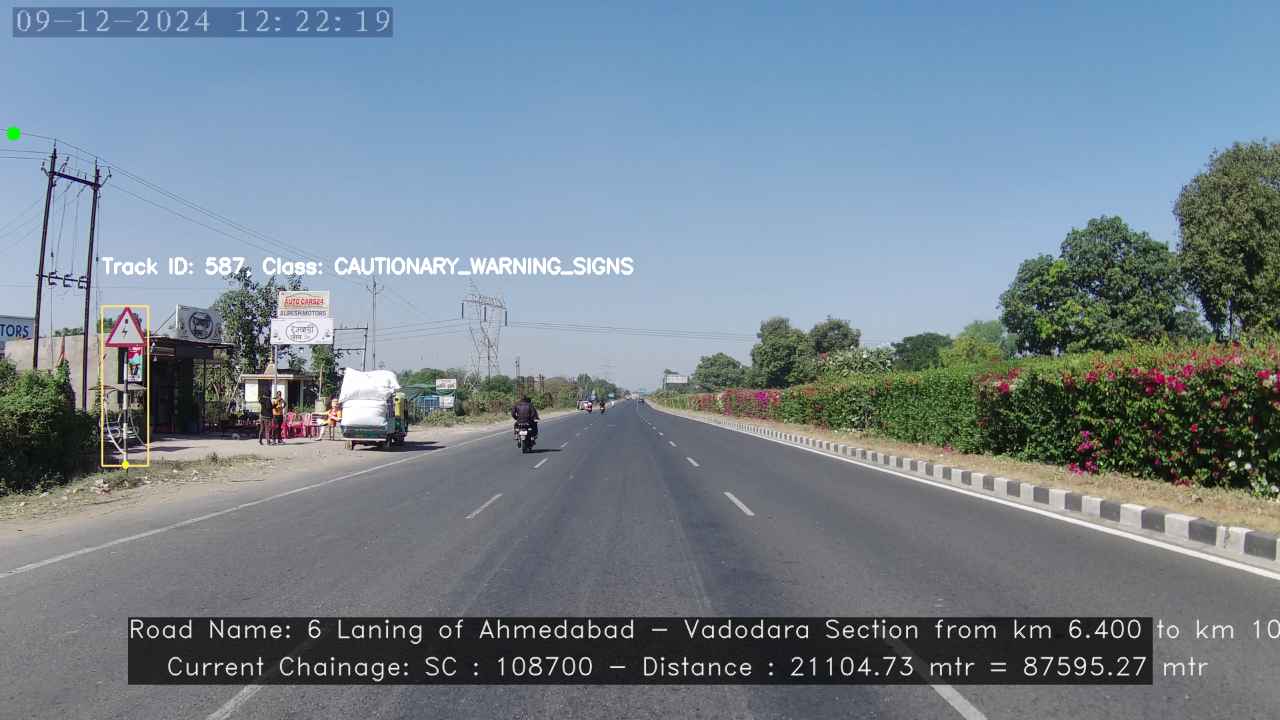 09-12-2024 12:22:19
Track ID: 587 Class: CAUTIONARY_WARNING_SIGNS
AUTO CARS24
TORS
Road Name: 6 Laning of Ahmedabad - Vadodara Section from km 6.400 to km 10
Current Chainage: SC : 108700 - Distance : 21104.73 mtr = 87595.27 mtr